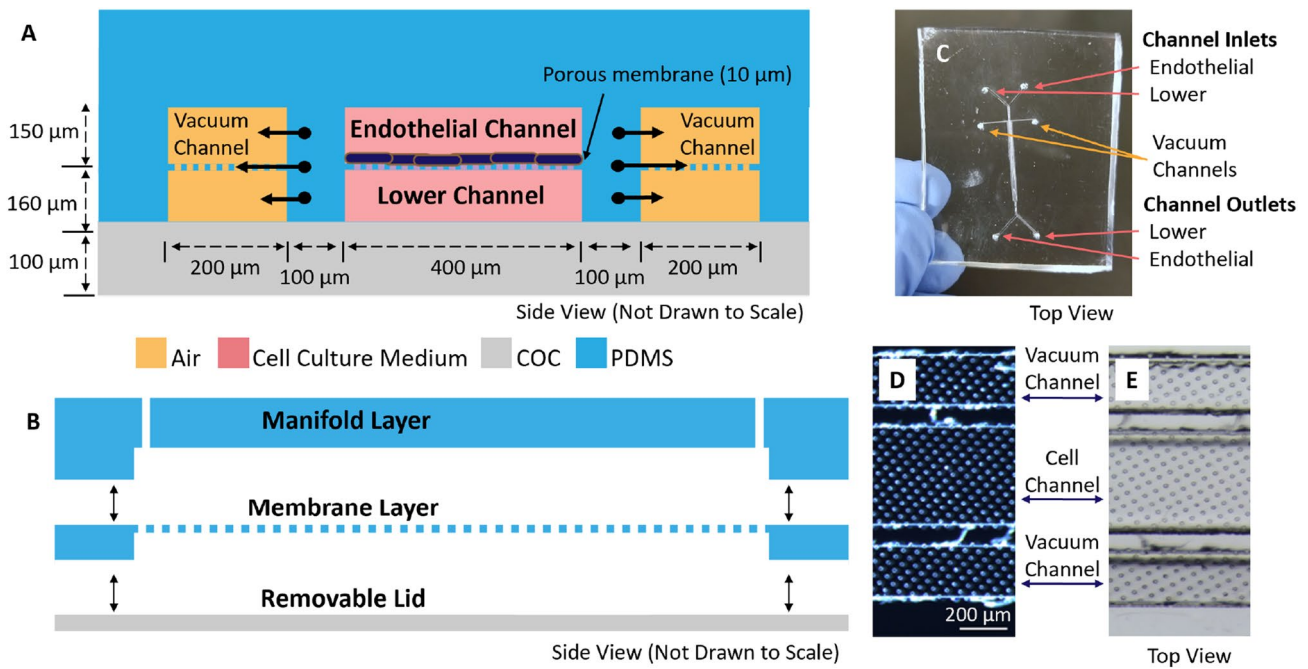 A
Porous membrane (10 µm)
150 µm
Vacuum
Channel
Endothelial Channel
Vacuum
Channel
160 µm
Lower Channel
100 µm
200 µm
100 µm
400 µm
100 µm
200 µm
Side View (Not Drawn to Scale)
Air
Cell Culture Medium
COC
PDMS
B
Manifold Layer
Membrane Layer
Removable Lid
Side View (Not Drawn to Scale)
C
Channel Inlets
Endothelial
Lower
Vacuum
Channels
Channel Outlets
Lower
Endothelial
Top View
D
Vacuum
Channel
E
Cell
Channel
Vacuum
Channel
200 µm
Top View